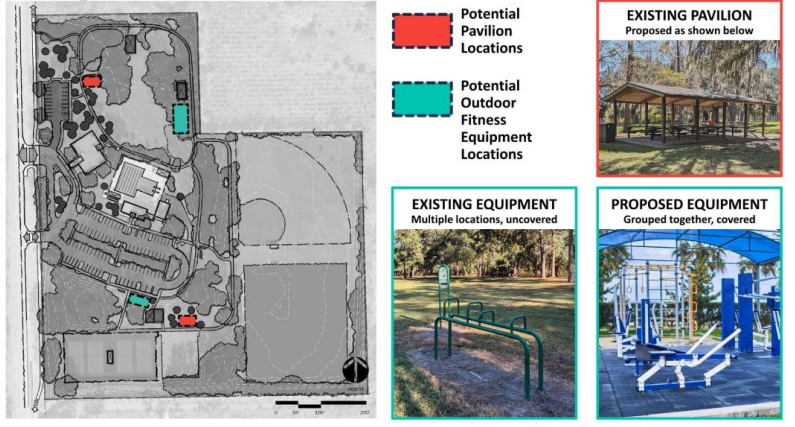 Potential
Pavilion
Locations
Potential
Outdoor
Fitness
Equipment
Locations
EXISTING PAVILION
Proposed as shown below
EXISTING EQUIPMENT
Multiple locations, uncovered
PROPOSED EQUIPMENT
Grouped together, covered
NORTH
0 50 100 200